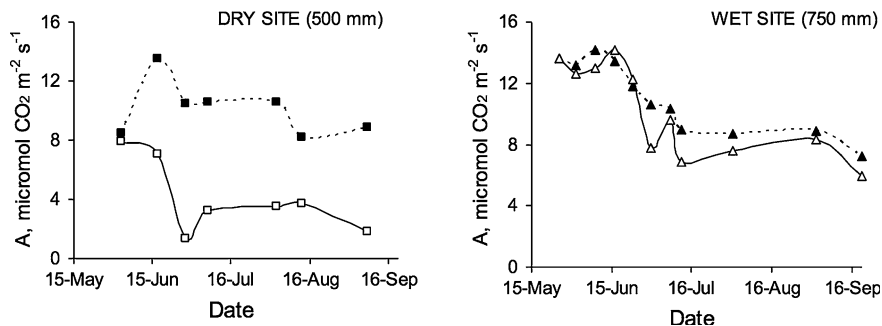 DRY SITE (500 mm)
A, micromol CO₂ m⁻² s⁻¹
16
12
8
4
0
15-May 15-Jun 16-Jul 16-Aug 16-Sep
Date
WET SITE (750 mm)
A, micromol CO₂ m⁻² s⁻¹
16
12
8
4
0
15-May 15-Jun 16-Jul 16-Aug 16-Sep
Date